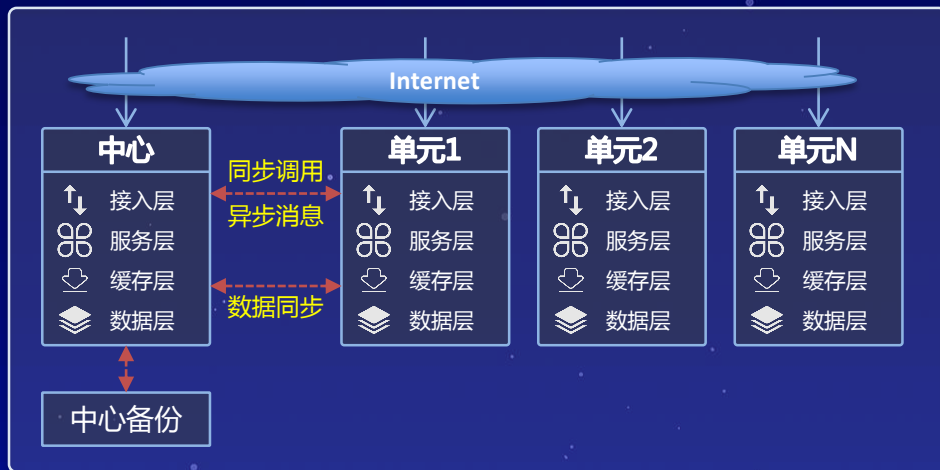 Internet
中心
接入层
服务层
缓存层
数据层
同步调用
异步消息
数据同步
单元1
接入层
服务层
缓存层
数据层
单元2
接入层
服务层
缓存层
数据层
单元N
接入层
服务层
缓存层
数据层
中心备份